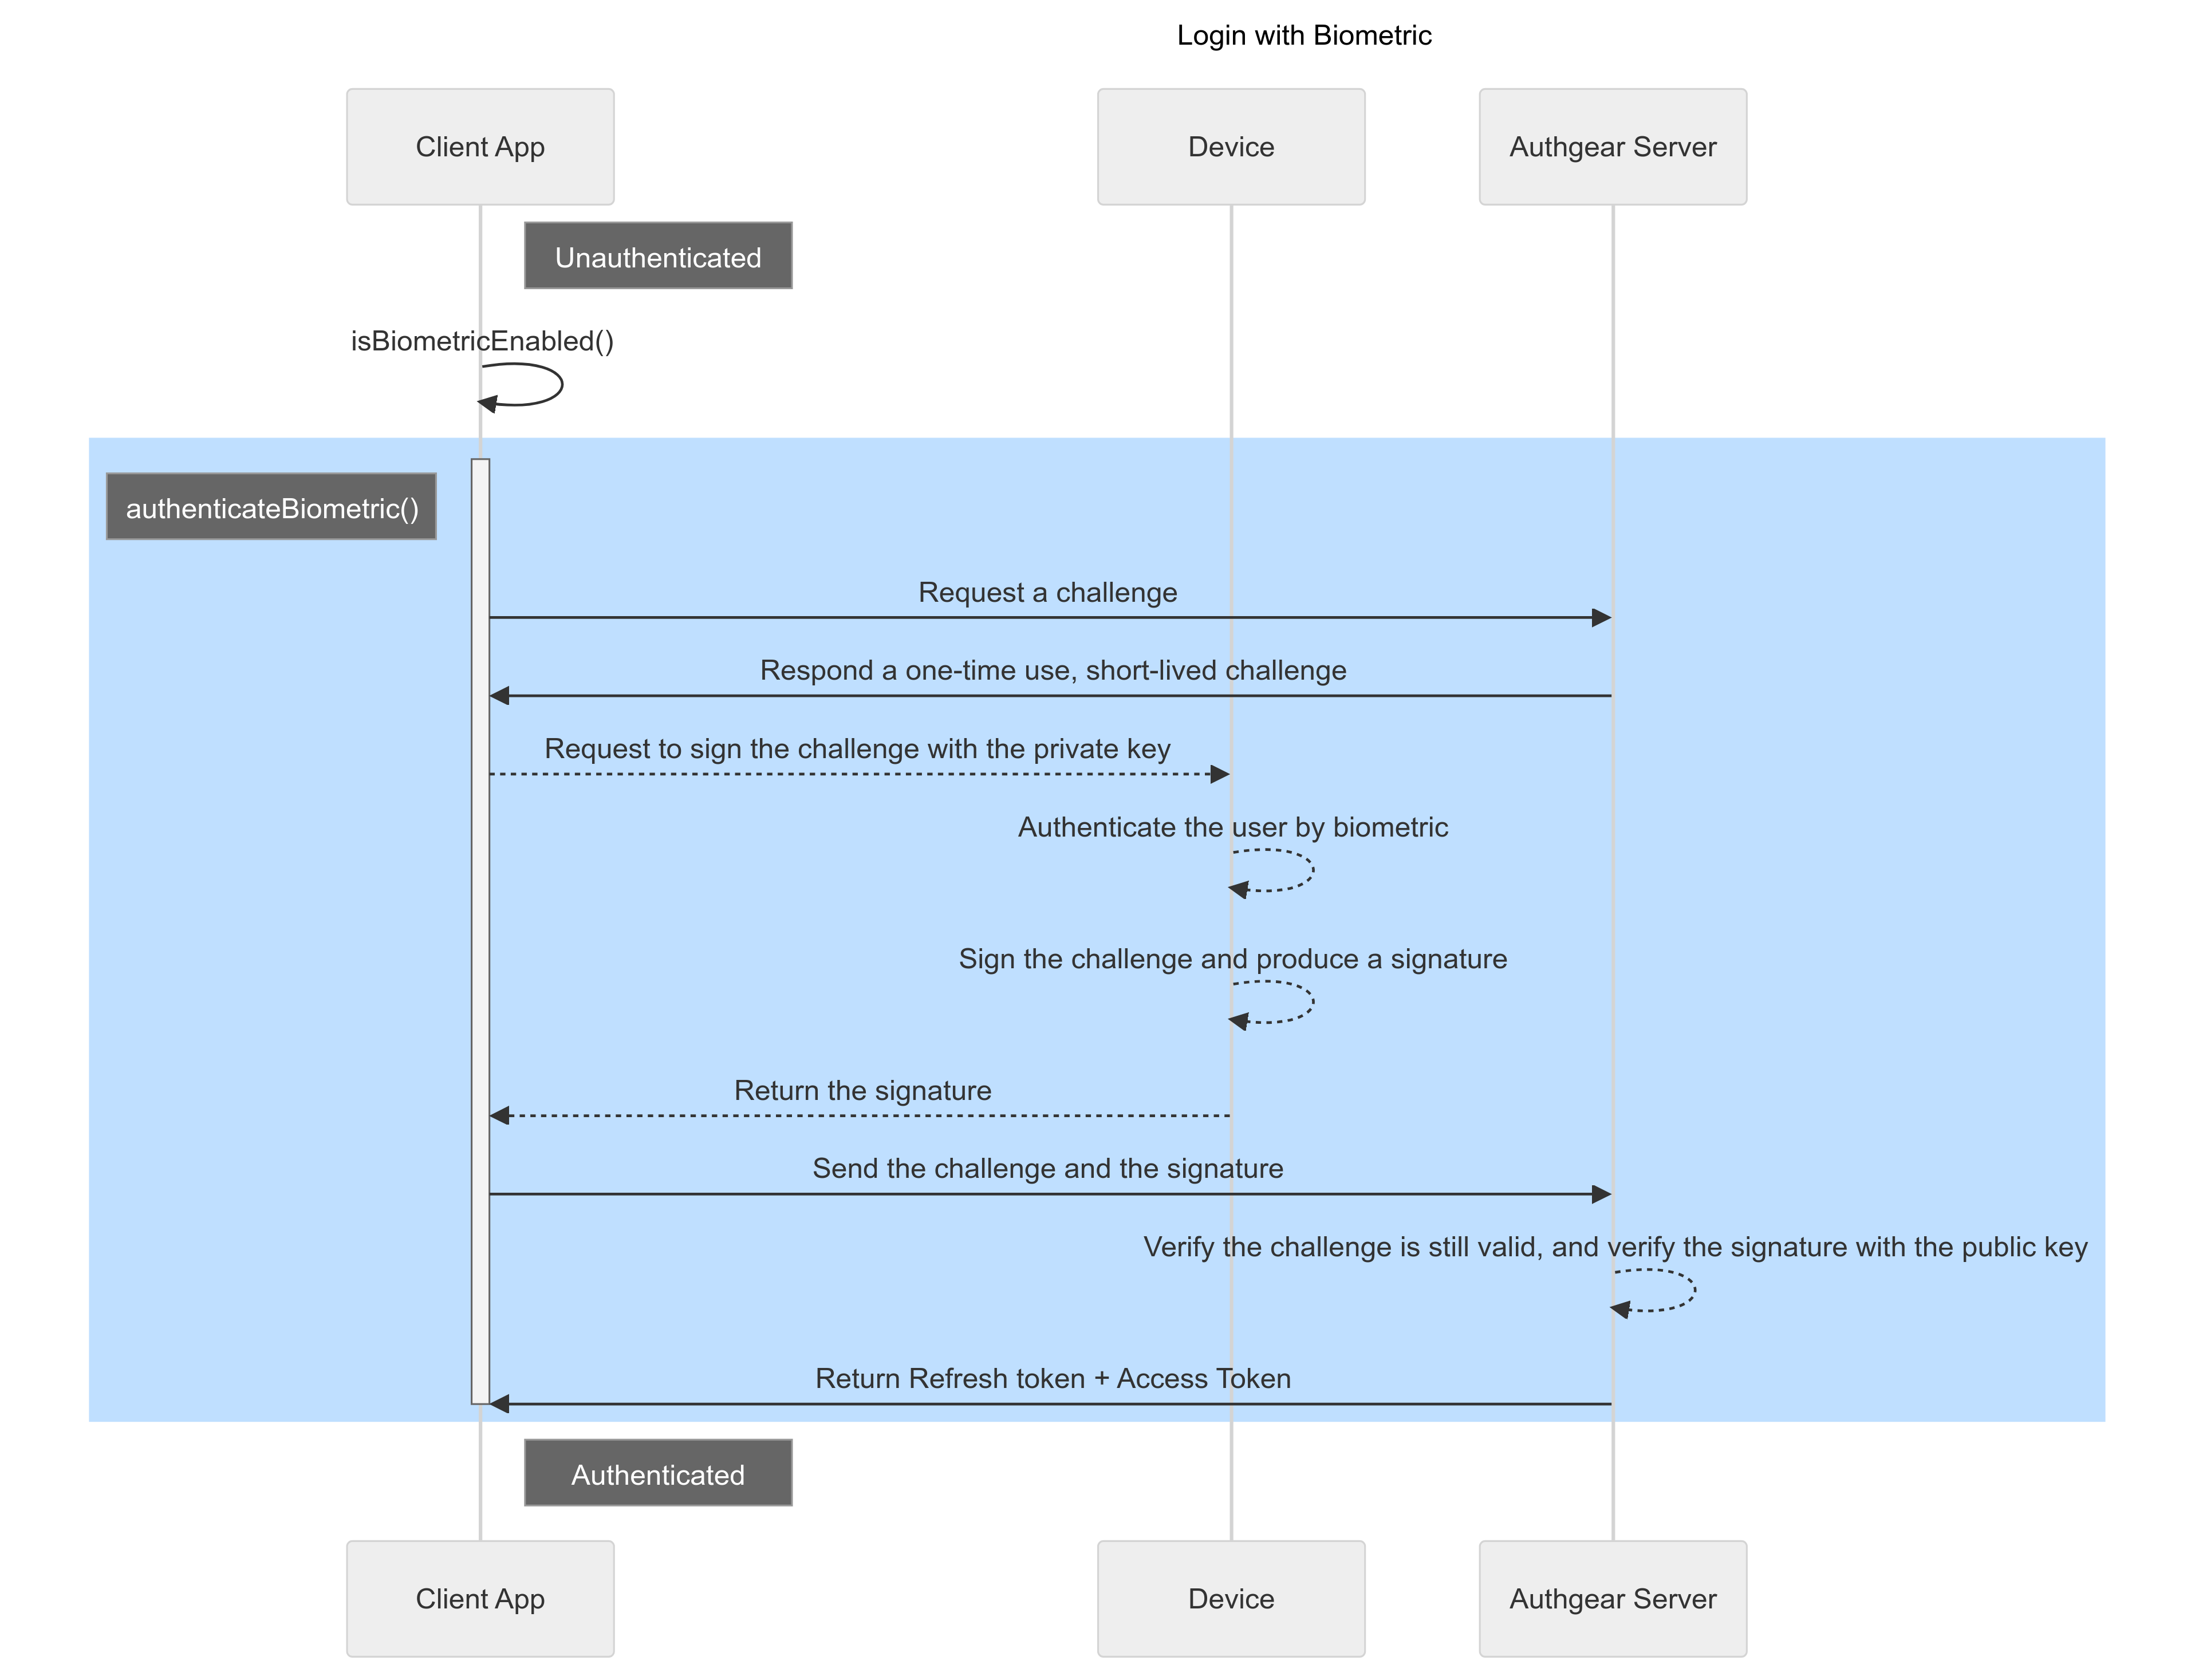 Login with Biometric
Client App
Device
Authgear Server
Unauthenticated
isBiometricEnabled()
authenticateBiometric()
Request a challenge
Respond a one-time use, short-lived challenge
Request to sign the challenge with the private key
Authenticate the user by biometric
Sign the challenge and produce a signature
Return the signature
Send the challenge and the signature
Verify the challenge is still valid, and verify the signature with the public key
Return Refresh token + Access Token
Authenticated
Client App
Device
Authgear Server